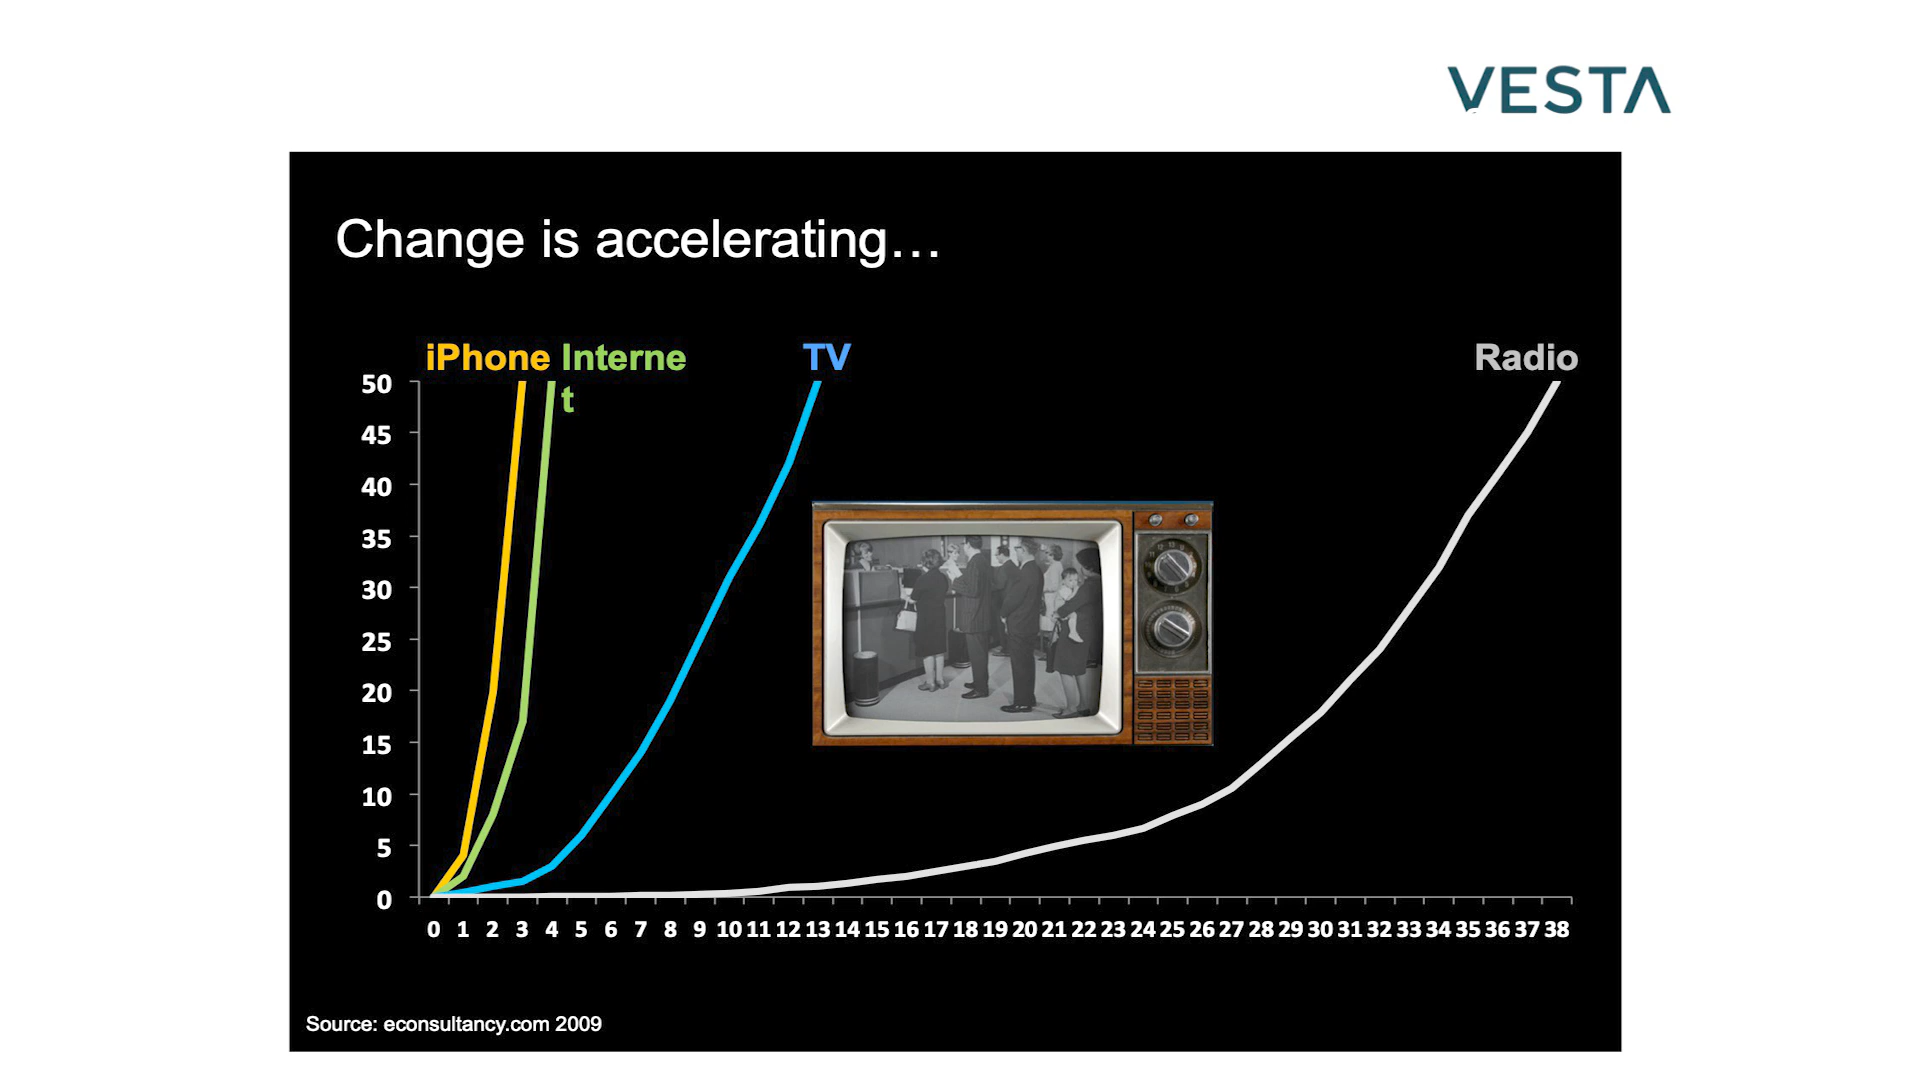 VESTA
Change is accelerating…
iPhone Interne TV Radio
t
50
45
40
35
30
25
20
15
10
5
0
0 1 2 3 4 5 6 7 8 9 10 11 12 13 14 15 16 17 18 19 20 21 22 23 24 25 26 27 28 29 30 31 32 33 34 35 36 37 38
Source: econsultancy.com 2009